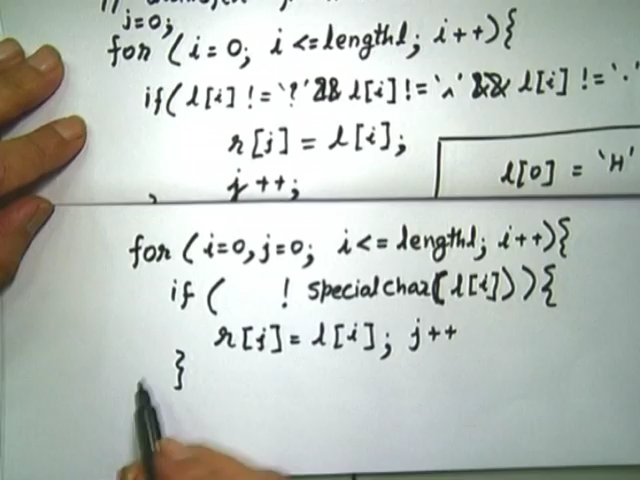 j=0;
for (i=0; i<=lengthl; i++){
if(l[i]!='?'&& l[i]!='^'&& l[i]!='.'
r[j] = l[i];
j++;
l[0] = 'H'
for (i=0,j=0; i<=lengthl; i++){
if ( ! specialchar(l[i])){
r[j]=l[i]; j++
}